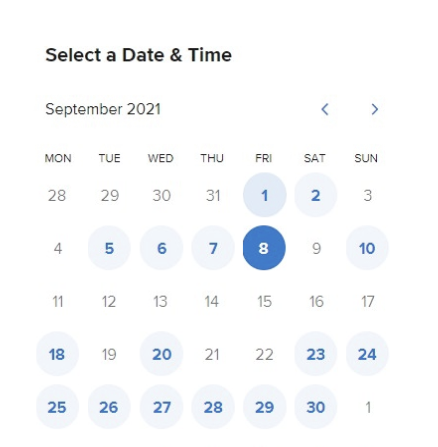 Select a Date & Time
September 2021
MON TUE WED THU FRI SAT SUN
28 29 30 31 1 2 3
4 5 6 7 8 9 10
11 12 13 14 15 16 17
18 19 20 21 22 23 24
25 26 27 28 29 30 1